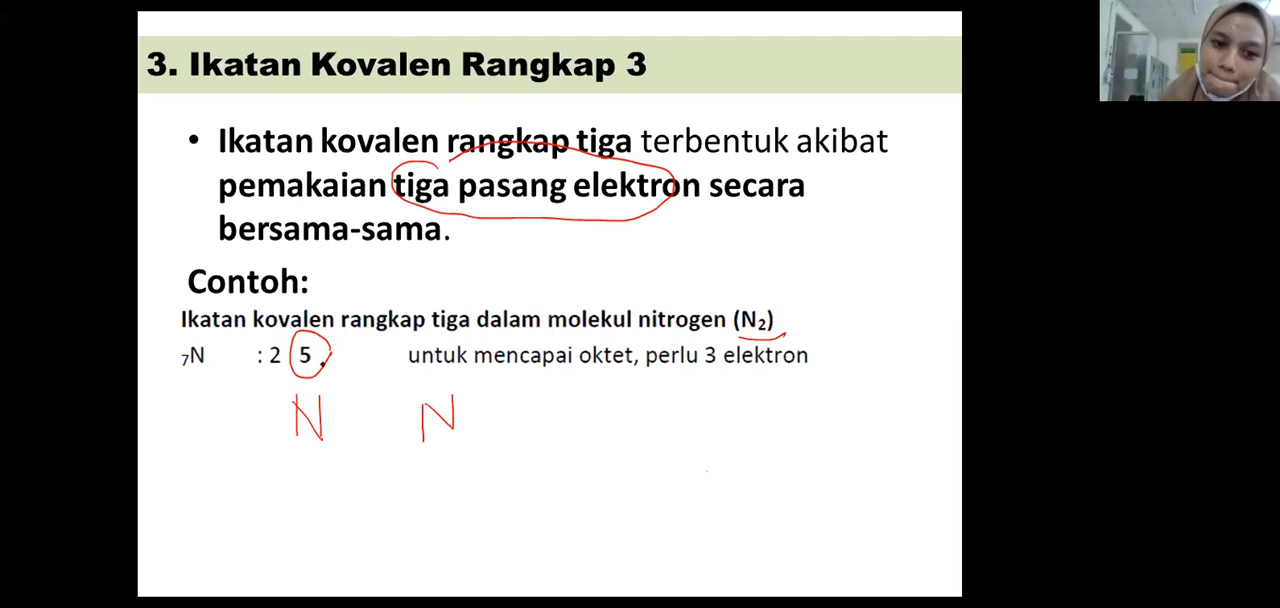 3. Ikatan Kovalen Rangkap 3
• Ikatan kovalen rangkap tiga terbentuk akibat
pemakaian tiga pasang elektron secara
bersama-sama.
Contoh:
Ikatan kovalen rangkap tiga dalam molekul nitrogen (N₂)
₇N : 2 5 untuk mencapai oktet, perlu 3 elektron
N N